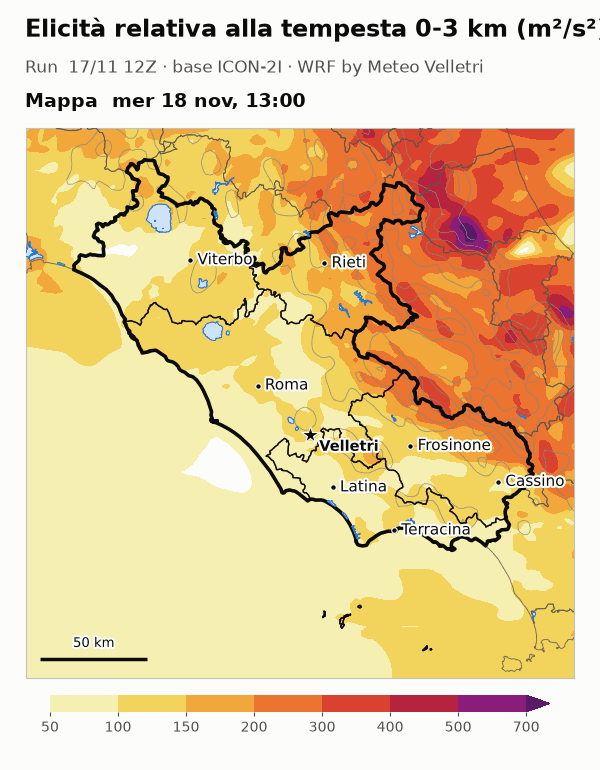 Elicità relativa alla tempesta 0-3 km (m²/s²)
Run  17/11 12Z · base ICON-2I · WRF by Meteo Velletri
Mappa  mer 18 nov, 13:00
Viterbo
Rieti
Roma
Velletri
Frosinone
Cassino
Latina
Terracina
50 km
50 100 150 200 300 400 500 700